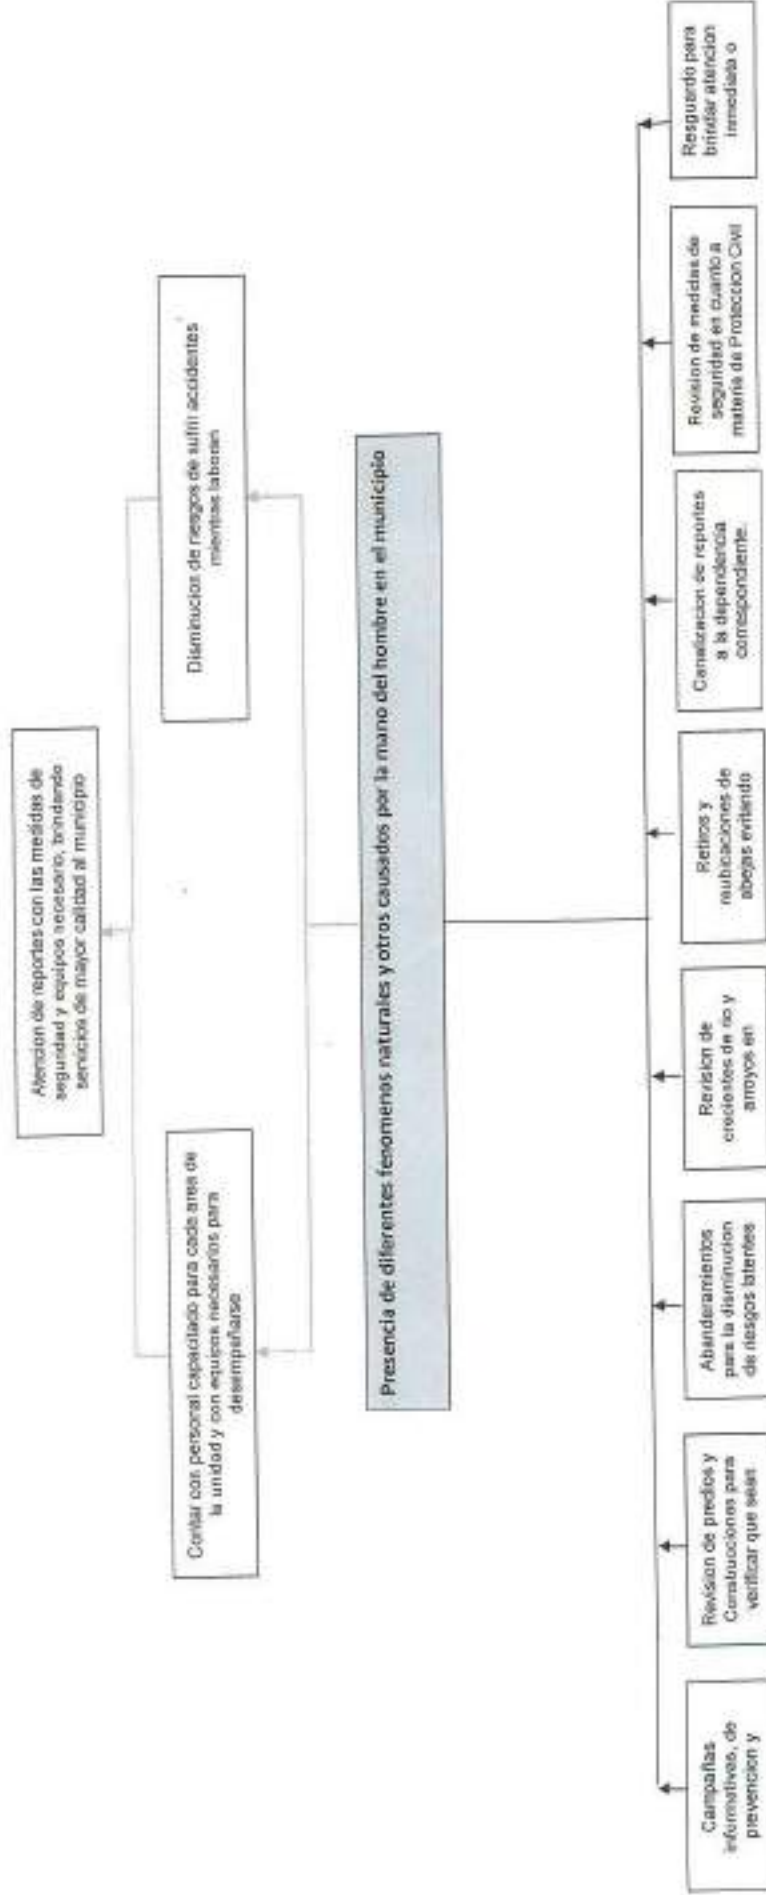 Atencion de reportes con las medidas de
seguridad y equipos necesario, brindando
servicios de mayor calidad al municipio
Contar con personal capacitado para cada area de
la unidad y con equipos necesarios para
desempeñarse
Disminucios de riesgos de sufrir accidentes
mientras laboran
Presencia de diferentes fenomenos naturales y otros causados por la mano del hombre en el municipio
Campañas
informativas, de
prevencion y
Revision de predios y
Construcciones para
verificar que sean
Abanderamientos
para la disminucion
de riesgos latentes
Revision de
crecientes de rio y
arroyos en
Retiros y
reubicaciones de
abejas evitando
Canalizacion de reportes
a la dependencia
correspondiente.
Revision de medidas de
seguridad en cuanto a
materia de Proteccion Civil
Resguardo para
brindar atencion
inmediata o